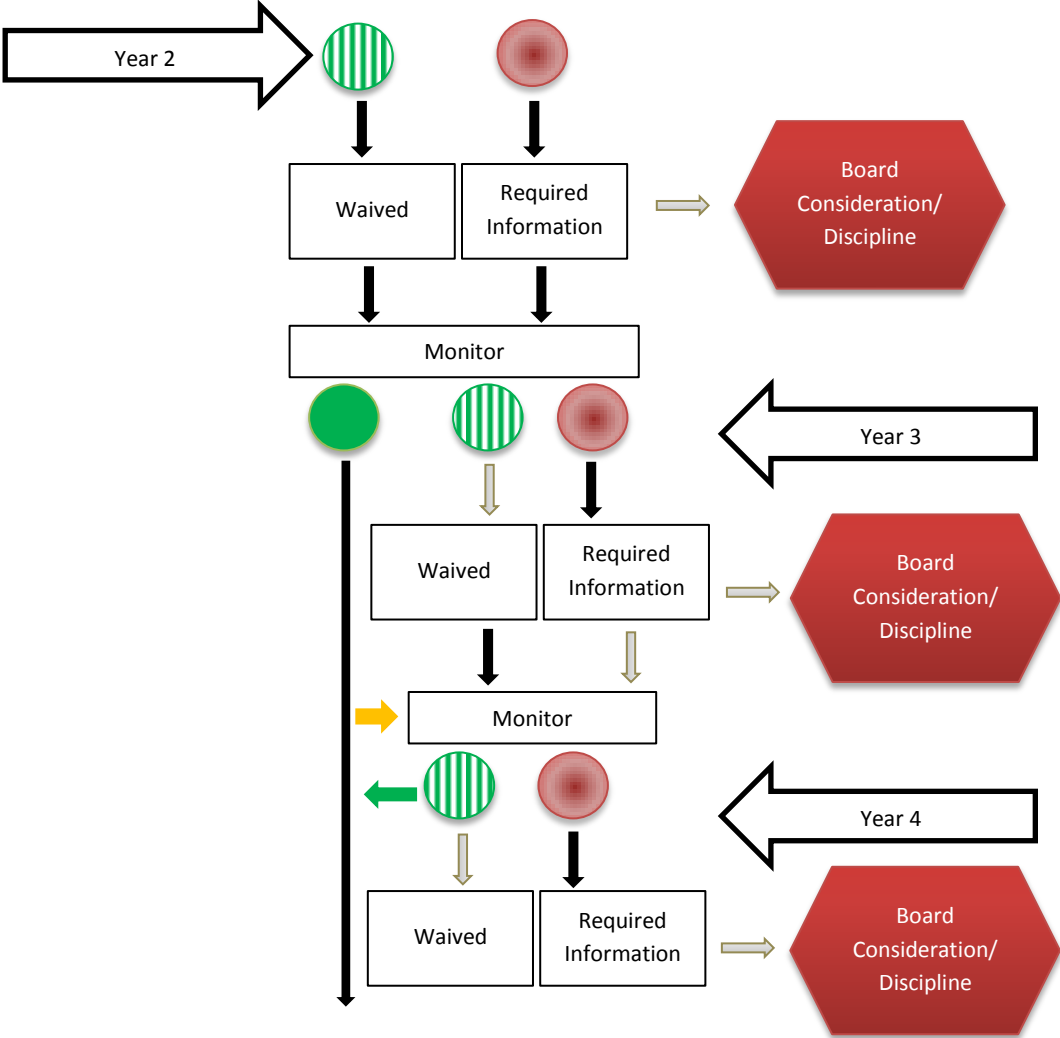 Year 2
Waived
Required
Information
Board
Consideration/
Discipline
Monitor
Year 3
Waived
Required
Information
Board
Consideration/
Discipline
Monitor
Year 4
Waived
Required
Information
Board
Consideration/
Discipline